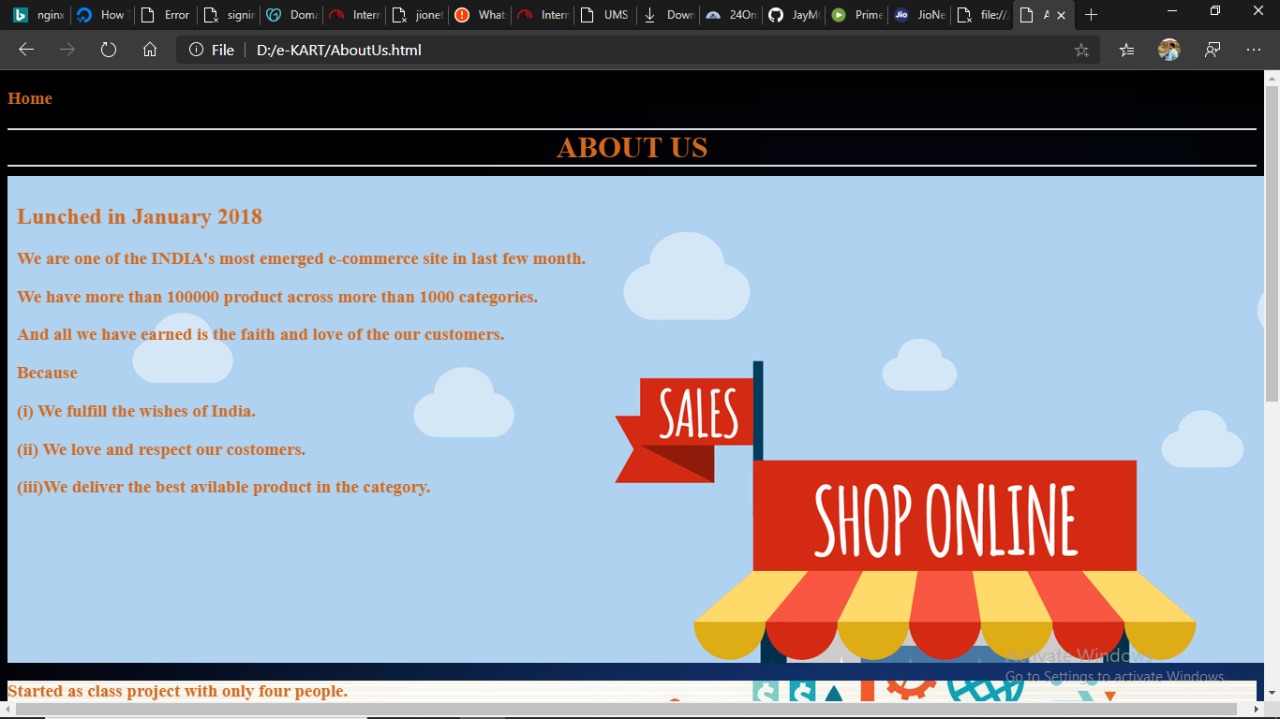 nginx
How T
Error
signin
Doma
Intern
jionet
What
Intern
UMS
Down
24On
JayM
Prime
Jio
JioNe
file://
A
File
D:/e-KART/AboutUs.html
Home
ABOUT US
Lunched in January 2018
We are one of the INDIA's most emerged e-commerce site in last few month.
We have more than 100000 product across more than 1000 categories.
And all we have earned is the faith and love of the our customers.
Because
(i) We fulfill the wishes of India.
(ii) We love and respect our costomers.
(iii)We deliver the best avilable product in the category.
SALES
SHOP ONLINE
Activate Windows
Go to Settings to activate Windows.
Started as class project with only four people.